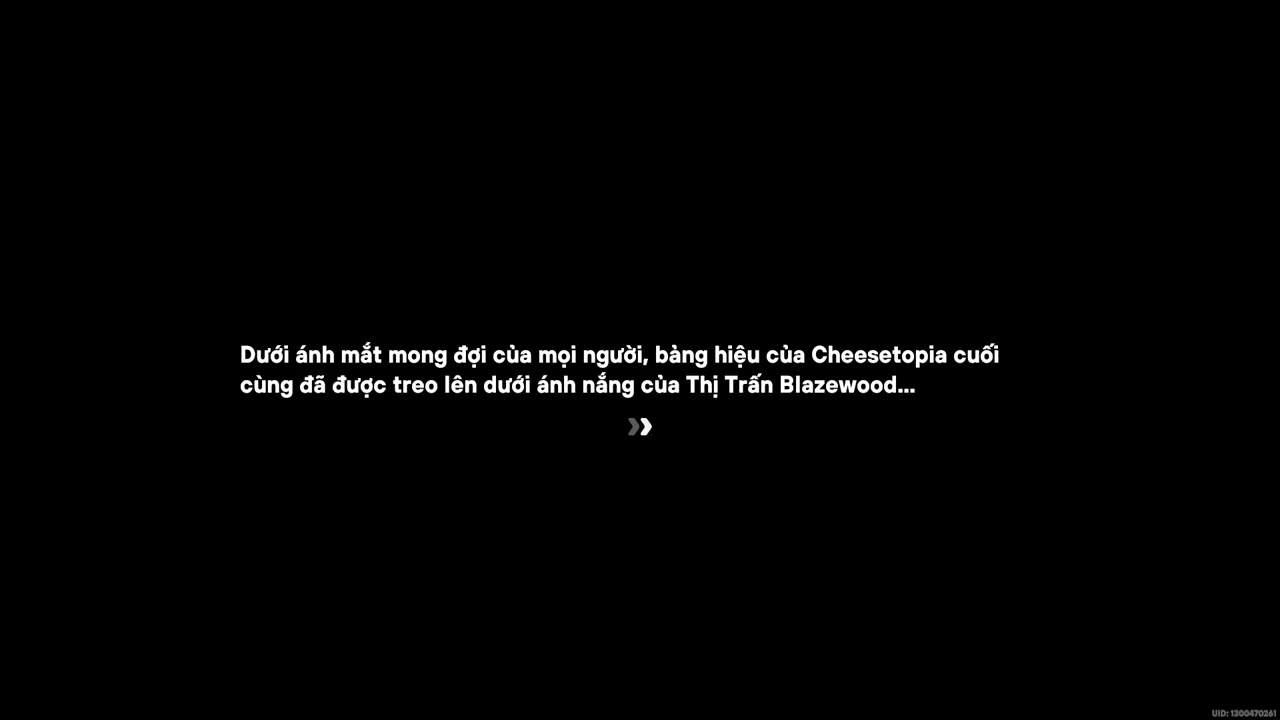 Dưới ánh mắt mong đợi của mọi người, bảng hiệu của Cheesetopia cuối
cùng đã được treo lên dưới ánh nắng của Thị Trấn Blazewood...
UID: 1300470261